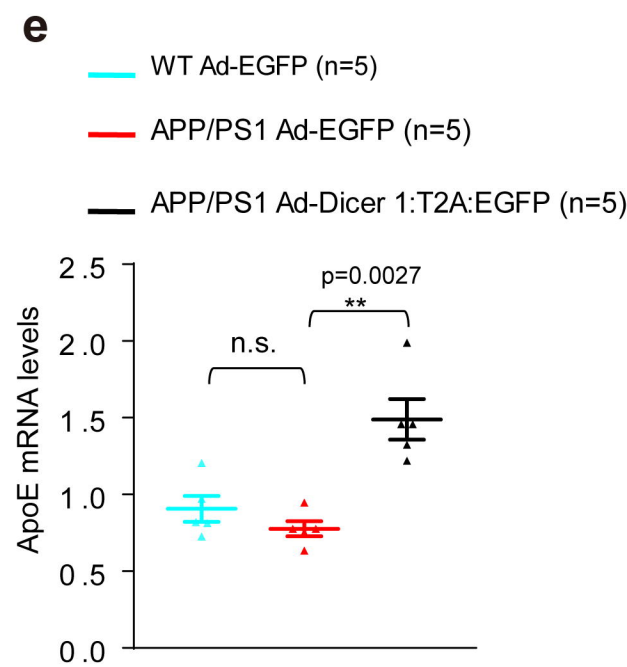 e
WT Ad-EGFP (n=5)
APP/PS1 Ad-EGFP (n=5)
APP/PS1 Ad-Dicer 1:T2A:EGFP (n=5)
2.5
p=0.0027
**
2.0
n.s.
1.5
1.0
0.5
0.0
ApoE mRNA levels